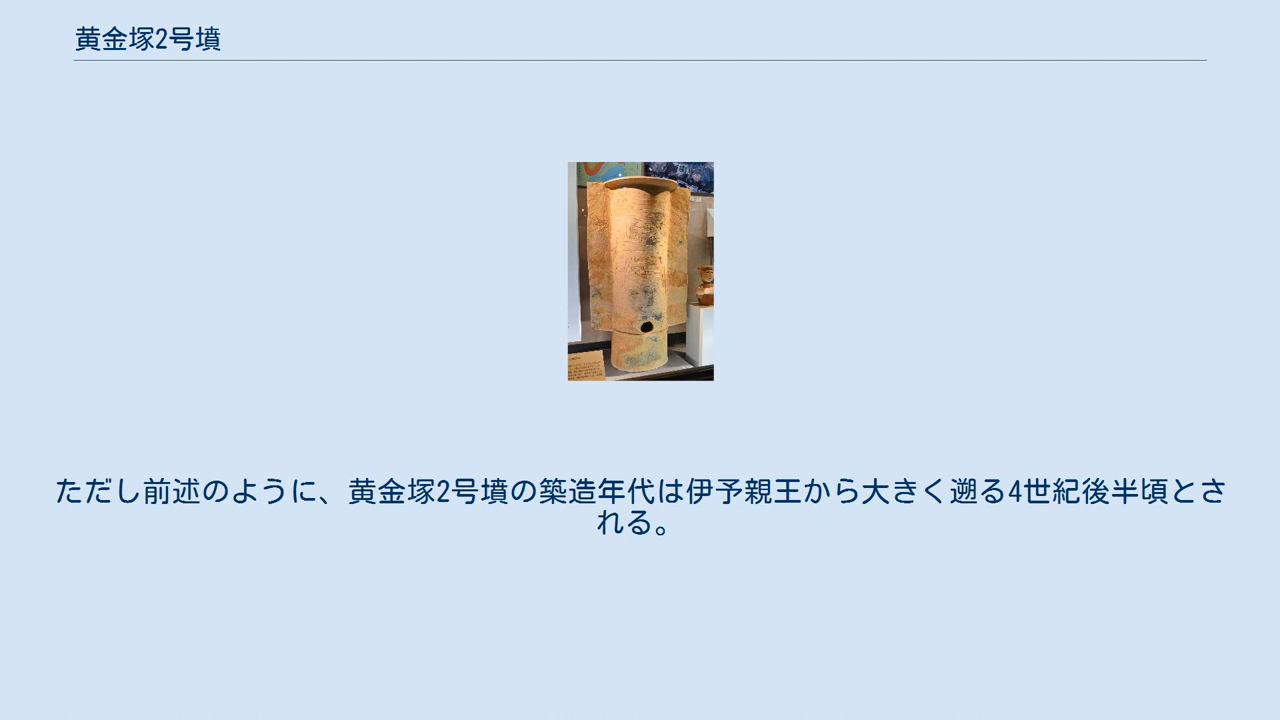 黄金塚2号墳
ただし前述のように、黄金塚2号墳の築造年代は伊予親王から大きく遡る4世紀後半頃とさ
れる。